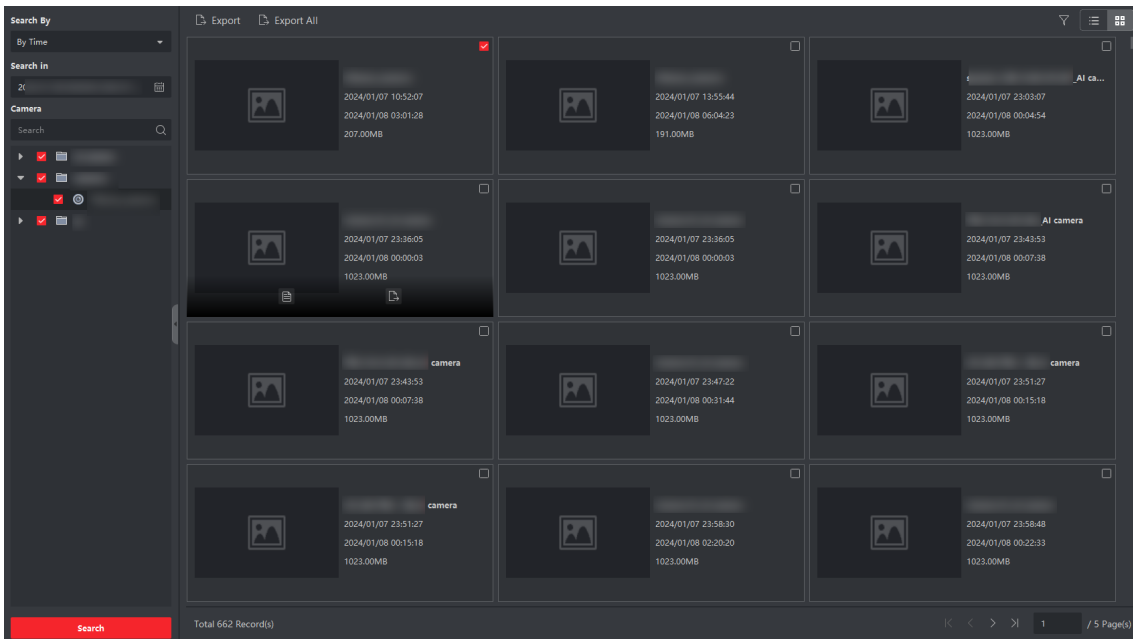 Search By
By Time
Search in
20
Camera
Search
Search
Export Export All
2024/01/07 10:52:07
2024/01/08 03:01:28
207.00MB
2024/01/07 13:55:44
2024/01/08 06:04:23
191.00MB
_AI ca...
2024/01/07 23:03:07
2024/01/08 00:04:54
1023.00MB
2024/01/07 23:36:05
2024/01/08 00:00:03
1023.00MB
2024/01/07 23:36:05
2024/01/08 00:00:03
1023.00MB
AI camera
2024/01/07 23:43:53
2024/01/08 00:07:38
1023.00MB
camera
2024/01/07 23:43:53
2024/01/08 00:07:38
1023.00MB
2024/01/07 23:47:22
2024/01/08 00:31:44
1023.00MB
camera
2024/01/07 23:51:27
2024/01/08 00:15:18
1023.00MB
camera
2024/01/07 23:51:27
2024/01/08 00:15:18
1023.00MB
2024/01/07 23:58:30
2024/01/08 02:20:20
1023.00MB
2024/01/07 23:58:48
2024/01/08 00:22:33
1023.00MB
Total 662 Record(s)
1 / 5 Page(s)